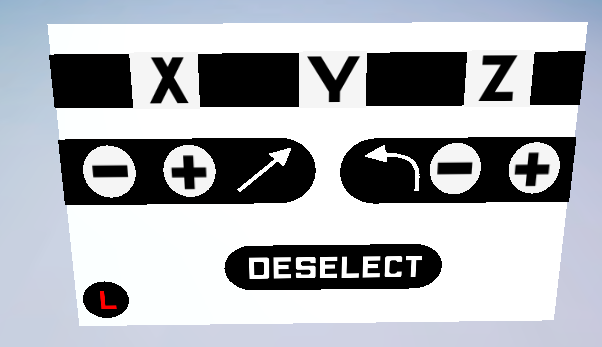 X Y Z
- + - +
DESELECT
L